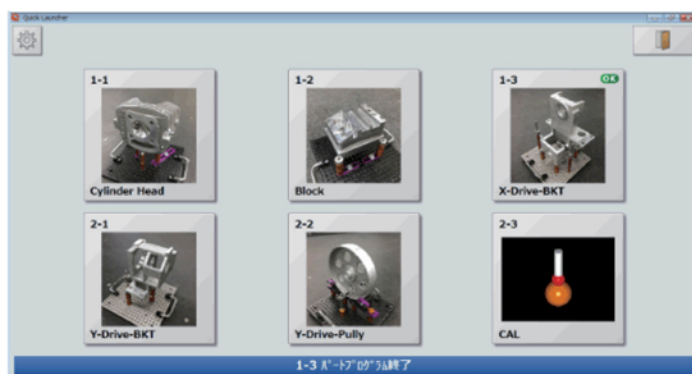 Quick Launcher
1-1
1-2
1-3 OK
Cylinder Head
Block
X-Drive-BKT
2-1
2-2
2-3
Y-Drive-BKT
Y-Drive-Pully
CAL
1-3 ﾊﾟｰﾄﾌﾟﾛｸﾞﾗﾑ終了